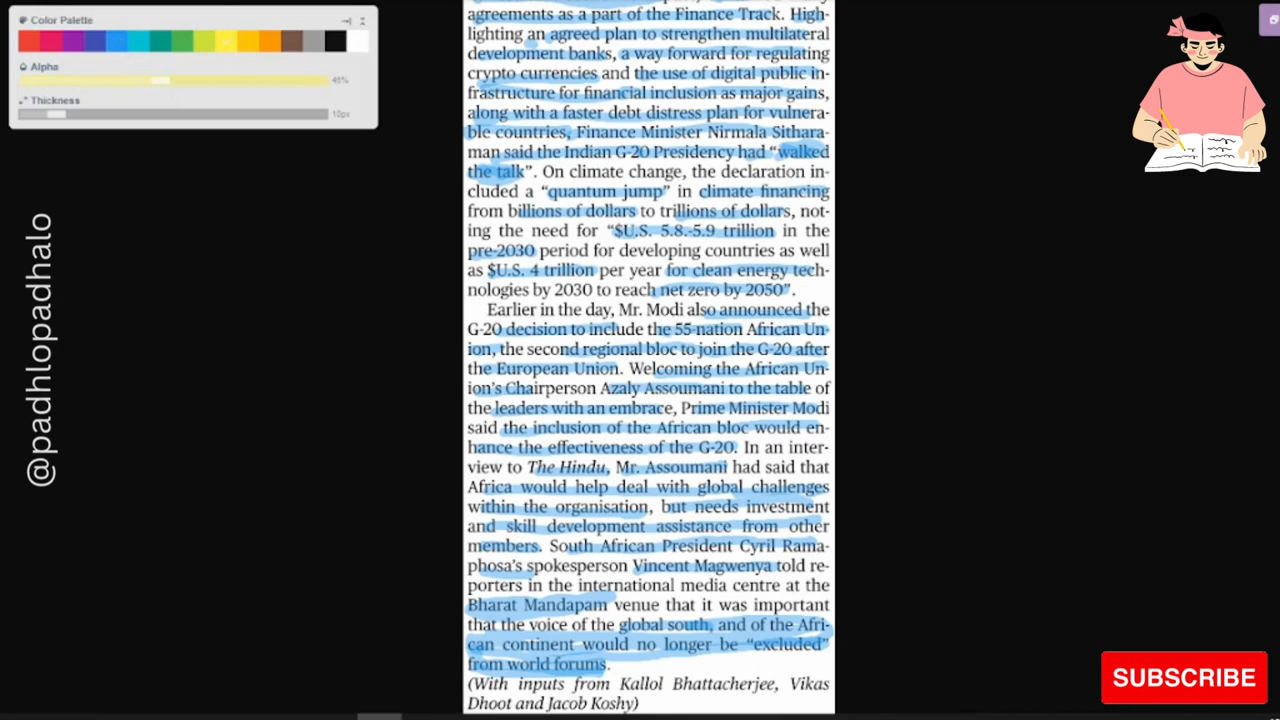 Color Palette
Alpha
45%
Thickness
10px
@padhlopadhalo
agreements as a part of the Finance Track. High-
lighting an agreed plan to strengthen multilateral
development banks, a way forward for regulating
crypto currencies and the use of digital public in-
frastructure for financial inclusion as major gains,
along with a faster debt distress plan for vulnera-
ble countries, Finance Minister Nirmala Sithara-
man said the Indian G-20 Presidency had “walked
the talk”. On climate change, the declaration in-
cluded a “quantum jump” in climate financing
from billions of dollars to trillions of dollars, not-
ing the need for “$U.S. 5.8.-5.9 trillion in the
pre-2030 period for developing countries as well
as $U.S. 4 trillion per year for clean energy tech-
nologies by 2030 to reach net zero by 2050”.
Earlier in the day, Mr. Modi also announced the
G-20 decision to include the 55-nation African Un-
ion, the second regional bloc to join the G-20 after
the European Union. Welcoming the African Un-
ion’s Chairperson Azaly Assoumani to the table of
the leaders with an embrace, Prime Minister Modi
said the inclusion of the African bloc would en-
hance the effectiveness of the G-20. In an inter-
view to The Hindu, Mr. Assoumani had said that
Africa would help deal with global challenges
within the organisation, but needs investment
and skill development assistance from other
members. South African President Cyril Rama-
phosa’s spokesperson Vincent Magwenya told re-
porters in the international media centre at the
Bharat Mandapam venue that it was important
that the voice of the global south, and of the Afri-
can continent would no longer be “excluded”
from world forums.
(With inputs from Kallol Bhattacherjee, Vikas
Dhoot and Jacob Koshy)
SUBSCRIBE